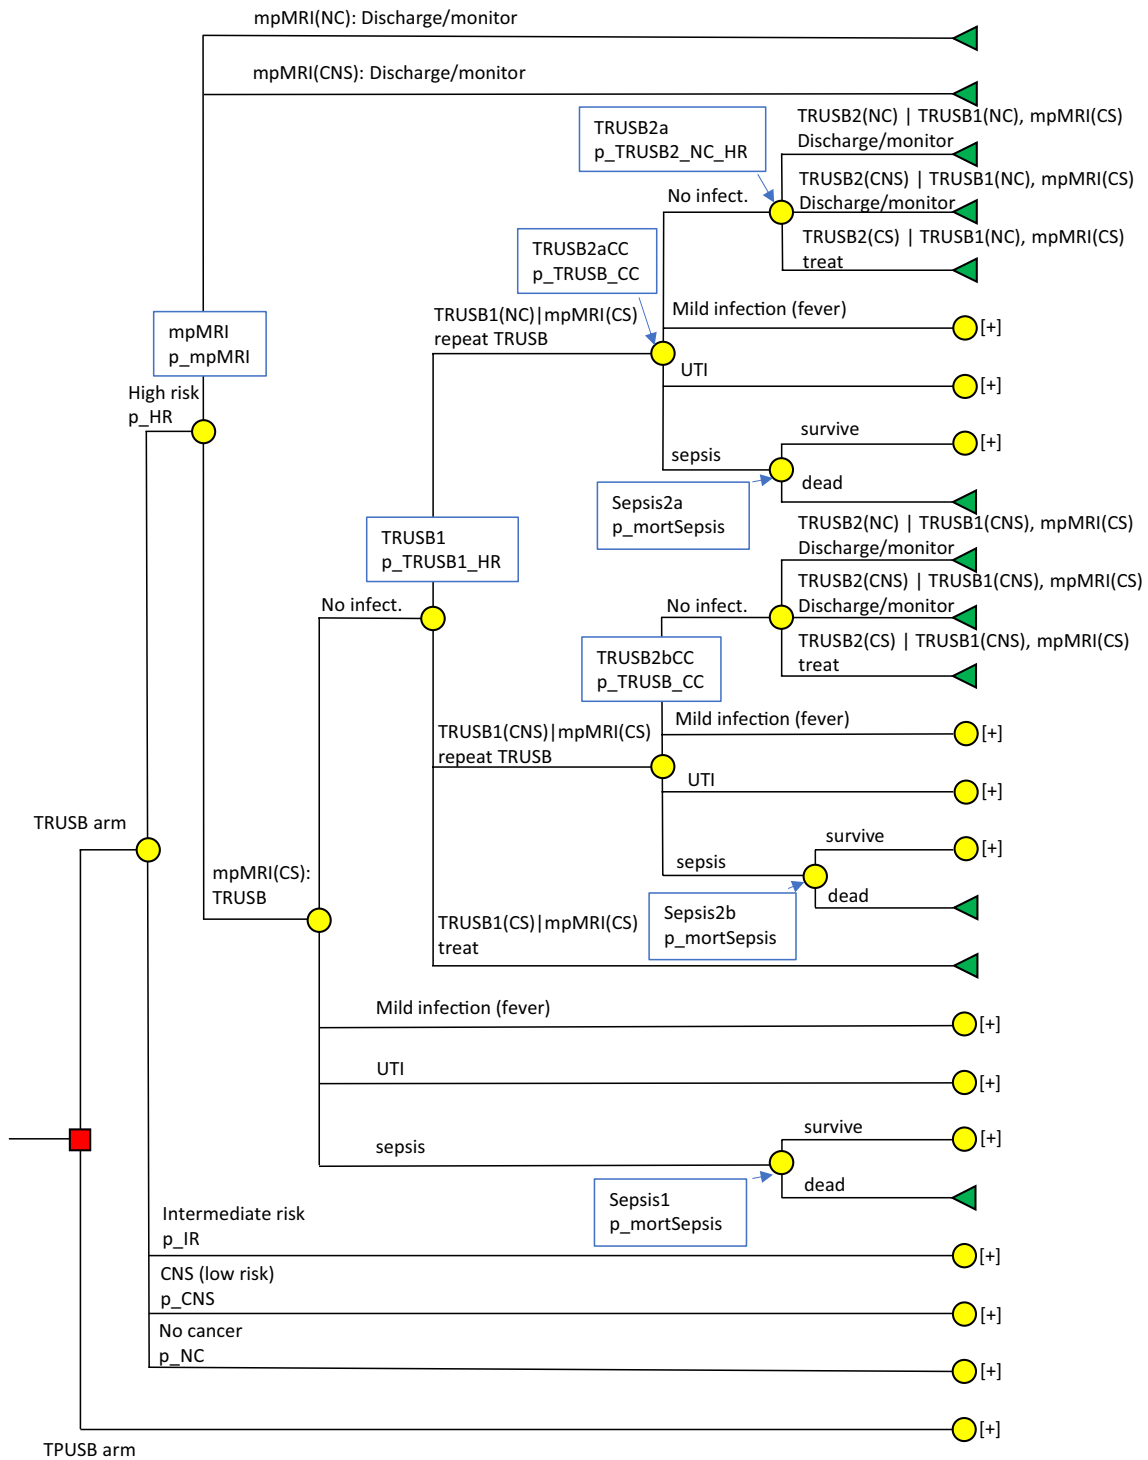 mpMRI(NC): Discharge/monitor
mpMRI(CNS): Discharge/monitor
TRUSB2(NC) | TRUSB1(NC), mpMRI(CS)
Discharge/monitor
TRUSB2a
p_TRUSB2_NC_HR
TRUSB2(CNS) | TRUSB1(NC), mpMRI(CS)
Discharge/monitor
No infect.
TRUSB2(CS) | TRUSB1(NC), mpMRI(CS)
treat
TRUSB2aCC
p_TRUSB_CC
TRUSB1(NC)|mpMRI(CS)
repeat TRUSB
Mild infection (fever)
[+]
mpMRI
p_mpMRI
UTI
[+]
High risk
p_HR
survive
[+]
sepsis
dead
Sepsis2a
p_mortSepsis
TRUSB2(NC) | TRUSB1(CNS), mpMRI(CS)
Discharge/monitor
TRUSB1
p_TRUSB1_HR
TRUSB2(CNS) | TRUSB1(CNS), mpMRI(CS)
Discharge/monitor
No infect.
No infect.
TRUSB2(CS) | TRUSB1(CNS), mpMRI(CS)
treat
TRUSB2bCC
p_TRUSB_CC
Mild infection (fever)
[+]
TRUSB1(CNS)|mpMRI(CS)
repeat TRUSB
UTI
[+]
TRUSB arm
survive
[+]
sepsis
dead
mpMRI(CS):
TRUSB
Sepsis2b
p_mortSepsis
TRUSB1(CS)|mpMRI(CS)
treat
Mild infection (fever)
[+]
UTI
[+]
survive
[+]
sepsis
dead
Sepsis1
p_mortSepsis
Intermediate risk
p_IR
[+]
CNS (low risk)
p_CNS
[+]
No cancer
p_NC
[+]
[+]
TPUSB arm